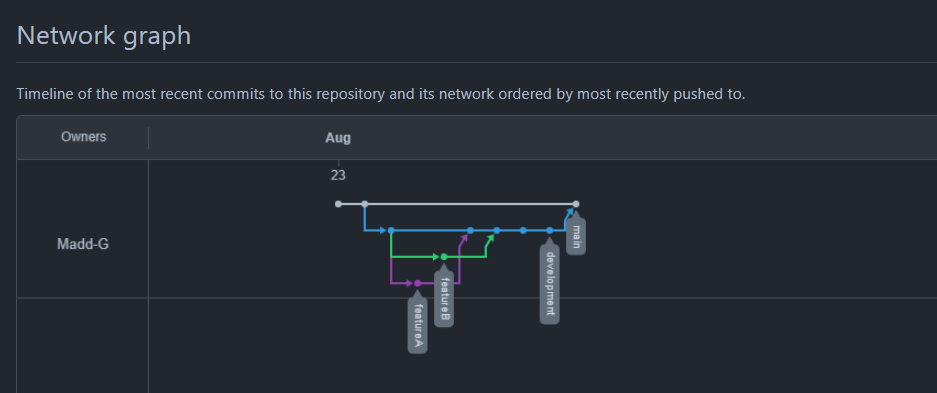 Network graph
Timeline of the most recent commits to this repository and its network ordered by most recently pushed to.
Owners
Aug
23
Madd-G
main
development
featureB
featureA